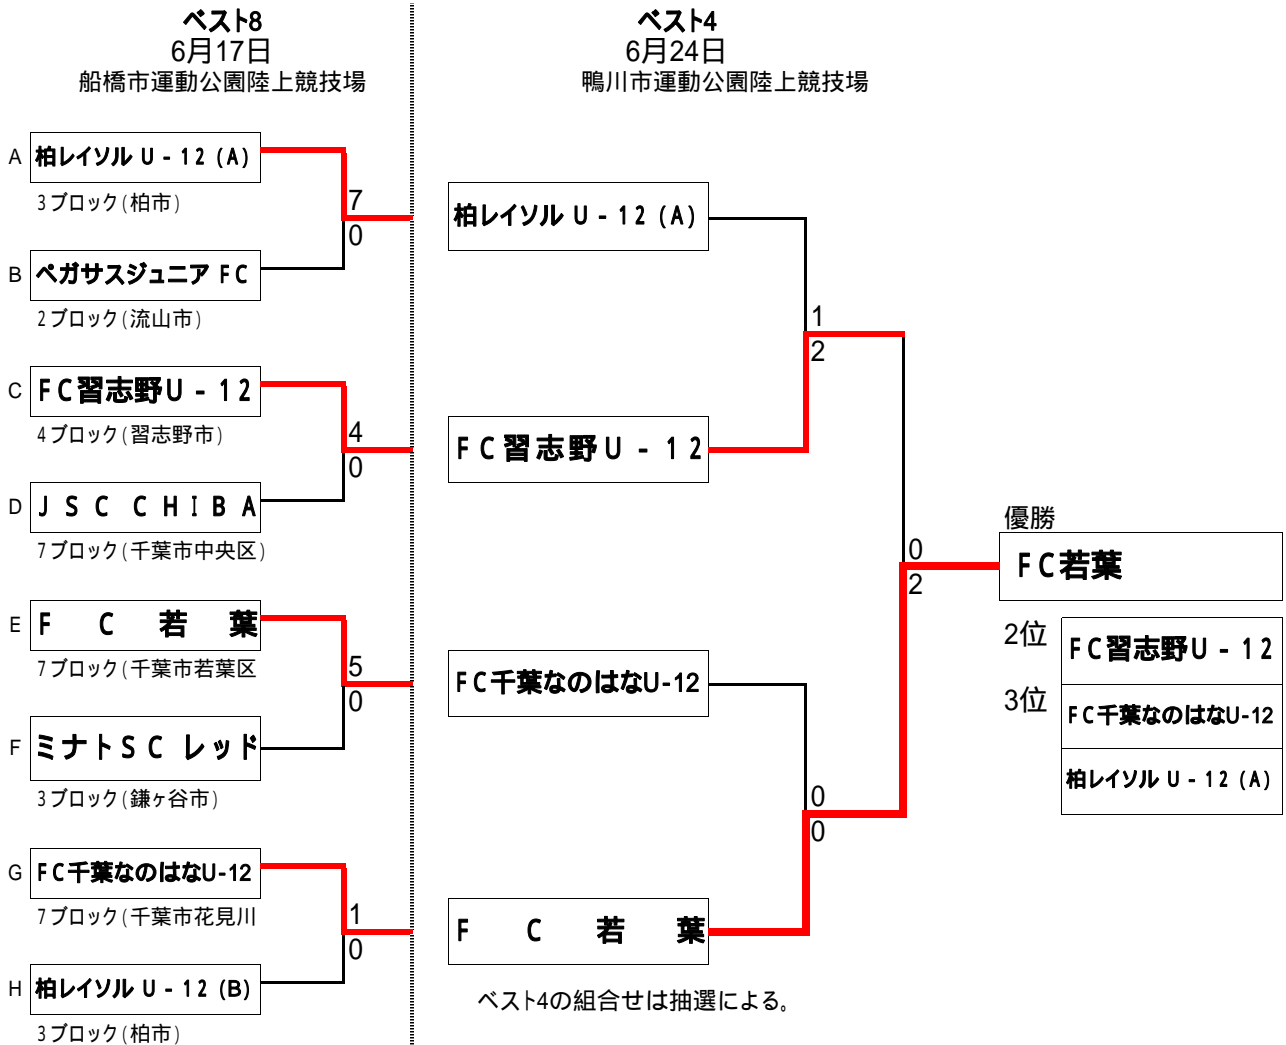 ベスト8
6月17日
船橋市運動公園陸上競技場
ベスト4
6月24日
鴨川市運動公園陸上競技場
A 柏レイソル U - 12 (A)
3ブロック(柏市)
7
0
B ペガサスジュニア FC
2ブロック(流山市)
C FC習志野U - 12
4ブロック(習志野市)
4
0
D JSC CHIBA
7ブロック(千葉市中央区)
E F C 若 葉
7ブロック(千葉市若葉区
5
0
F ミナトSC レッド
3ブロック(鎌ヶ谷市)
G FC千葉なのはなU-12
7ブロック(千葉市花見川
1
0
H 柏レイソル U - 12 (B)
3ブロック(柏市)
柏レイソル U - 12 (A)
1
2
FC習志野U - 12
FC千葉なのはなU-12
0
0
F C 若 葉
ベスト4の組合せは抽選による。
0
2
優勝
FC若葉
2位 FC習志野U - 12
3位 FC千葉なのはなU-12
柏レイソル U - 12 (A)